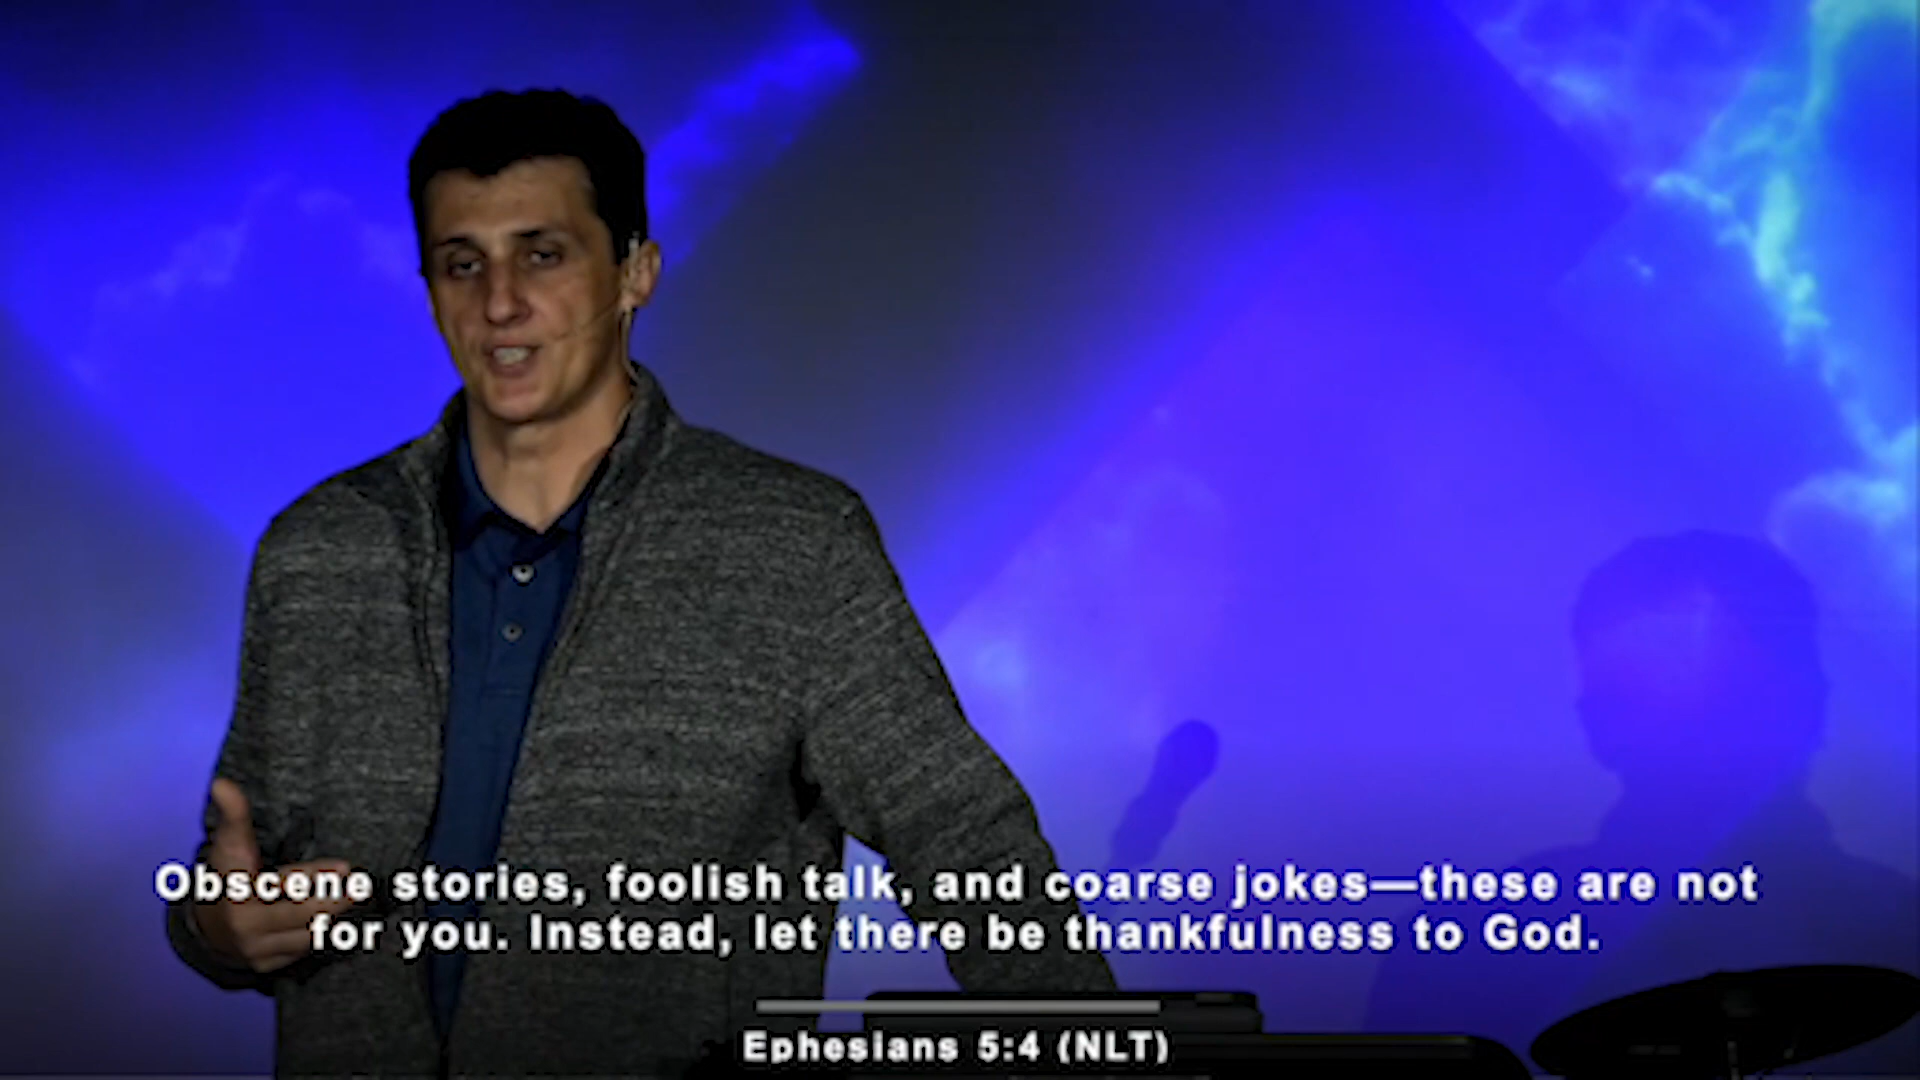 Obscene stories, foolish talk, and coarse jokes—these are not
for you. Instead, let there be thankfulness to God.
Ephesians 5:4 (NLT)